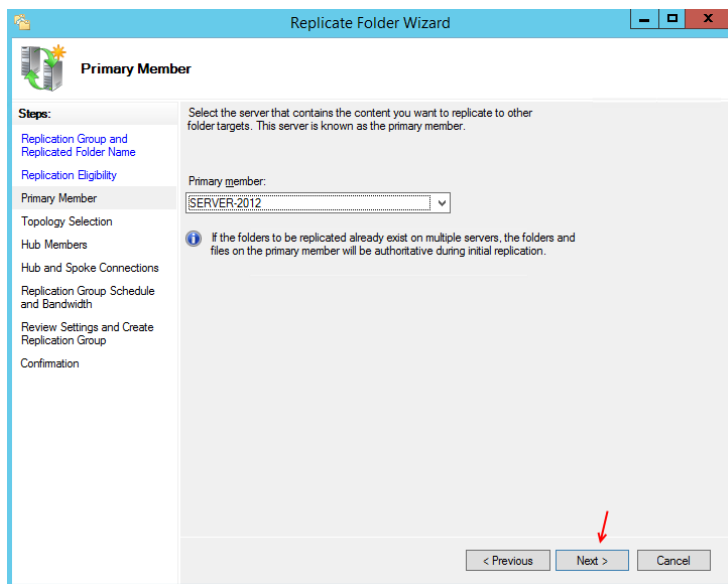 Replicate Folder Wizard
Primary Member
Steps:
Replication Group and
Replicated Folder Name
Replication Eligibility
Primary Member
Topology Selection
Hub Members
Hub and Spoke Connections
Replication Group Schedule
and Bandwidth
Review Settings and Create
Replication Group
Confirmation
Select the server that contains the content you want to replicate to other
folder targets. This server is known as the primary member.
Primary member:
SERVER-2012
If the folders to be replicated already exist on multiple servers, the folders and
files on the primary member will be authoritative during initial replication.
< Previous
Next >
Cancel